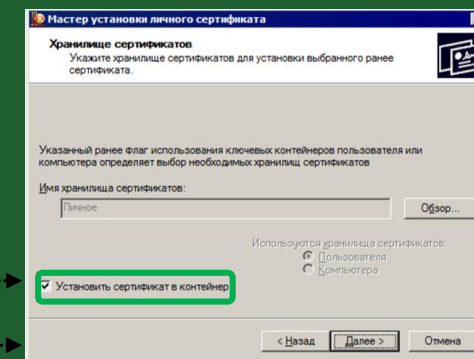 Мастер установки личного сертификата
Хранилище сертификатов
Укажите хранилище сертификатов для установки выбранного ранее
сертификата.
Указанный ранее флаг использования ключевых контейнеров пользователя или
компьютера определяет выбор необходимых хранилищ сертификатов
Имя хранилища сертификатов:
Личное
Обзор...
Используются хранилища сертификатов:
Пользователя
Компьютера
Установить сертификат в контейнер
< Назад
Далее >
Отмена